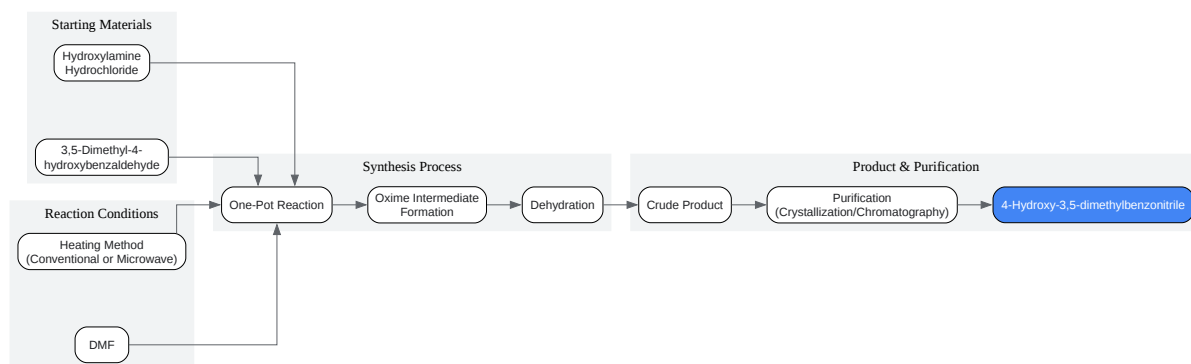 Starting Materials
Hydroxylamine
Hydrochloride
3,5-Dimethyl-4-
hydroxybenzaldehyde
Reaction Conditions
Heating Method
(Conventional or Microwave)
DMF
Synthesis Process
One-Pot Reaction
Oxime Intermediate
Formation
Dehydration
Product & Purification
Crude Product
Purification
(Crystallization/Chromatography)
4-Hydroxy-3,5-dimethylbenzonitrile